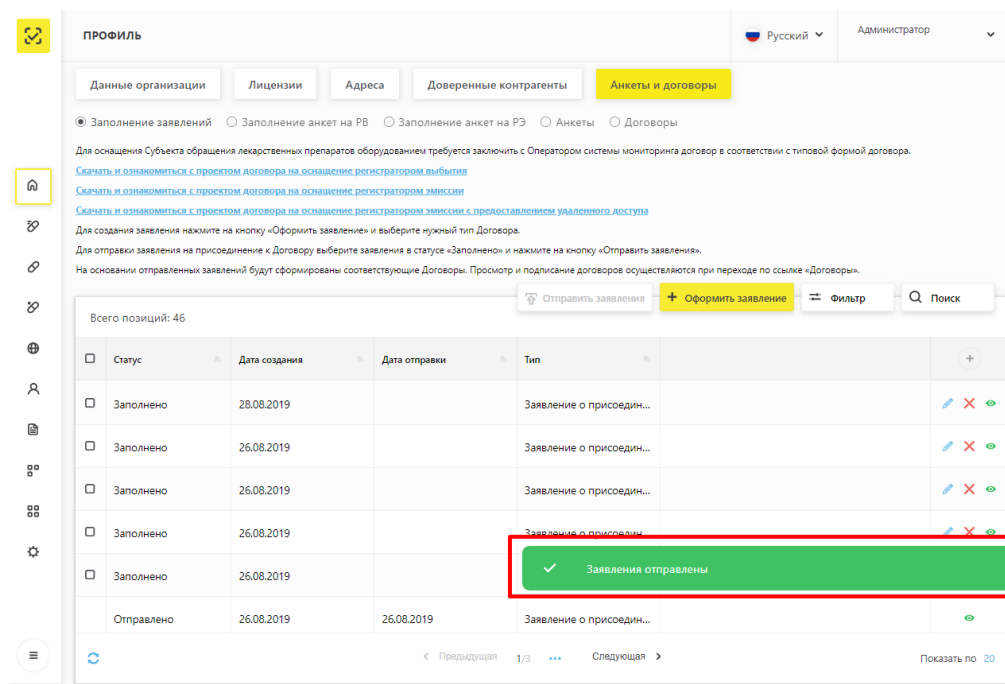 ПРОФИЛЬ
Русский
Администратор
Данные организации
Лицензии
Адреса
Доверенные контрагенты
Анкеты и договоры
Заполнение заявлений
Заполнение анкет на РВ
Заполнение анкет на РЭ
Анкеты
Договоры
Для оснащения Субъекта обращения лекарственных препаратов оборудованием требуется заключить с Оператором системы мониторинга договор в соответствии с типовой формой договора.
Скачать и ознакомиться с проектом договора на оснащение регистратором выбытия
Скачать и ознакомиться с проектом договора на оснащение регистратором эмиссии
Скачать и ознакомиться с проектом договора на оснащение регистратором эмиссии с предоставлением удаленного доступа
Для создания заявления нажмите на кнопку «Оформить заявление» и выберите нужный тип Договора.
Для отправки заявления на присоединение к Договору выберите заявления в статусе «Заполнено» и нажмите на кнопку «Отправить заявления».
На основании отправленных заявлений будут сформированы соответствующие Договоры. Просмотр и подписание договоров осуществляются при переходе по ссылке «Договоры».
Отправить заявления
+ Оформить заявление
Фильтр
Поиск
Всего позиций: 46
Статус Дата создания Дата отправки Тип
Заполнено 28.08.2019 Заявление о присоедин...
Заполнено 26.08.2019 Заявление о присоедин...
Заполнено 26.08.2019 Заявление о присоедин...
Заполнено 26.08.2019 Заявление о присоедин...
Заполнено 26.08.2019
Заявления отправлены
Отправлено 26.08.2019 26.08.2019 Заявление о присоедин...
Предыдущая 1/3 ••• Следующая
Показать по 20